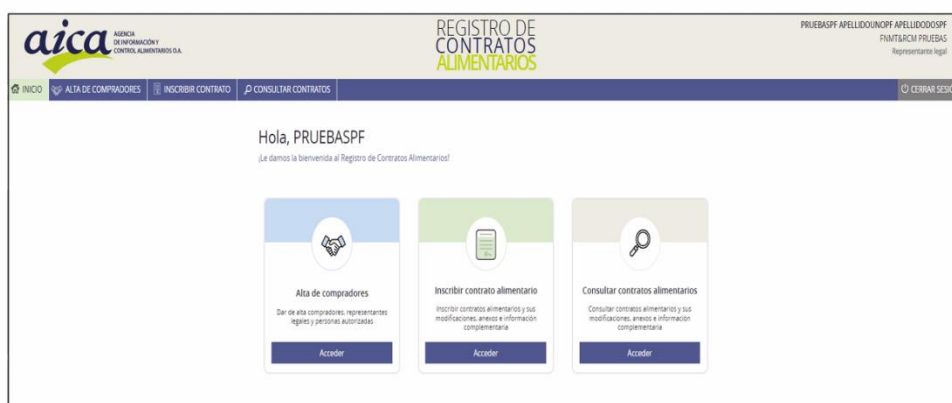 aica
AGENCIA
DE INFORMACIÓN Y
CONTROL ALIMENTARIOS O.A.
REGISTRO DE
CONTRATOS
ALIMENTARIOS
PRUEBASPF APELLIDOUNOPF APELLIDODOSPF
FNMT&RCM PRUEBAS
Representante legal
INICIO ALTA DE COMPRADORES INSCRIBIR CONTRATO CONSULTAR CONTRATOS CERRAR SESIÓ
Hola, PRUEBASPF
¡Le damos la bienvenida al Registro de Contratos Alimentarios!
Alta de compradores
Dar de alta compradores, representantes
legales y personas autorizadas
Acceder
Inscribir contrato alimentario
Inscribir contratos alimentarios y sus
modificaciones, anexos e información
complementaria
Acceder
Consultar contratos alimentarios
Consultar contratos alimentarios y sus
modificaciones, anexos e información
complementaria
Acceder